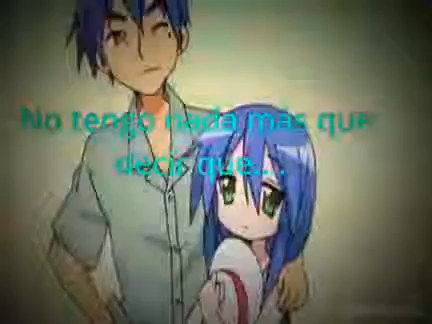 No tengo nada más que
decir que. . .